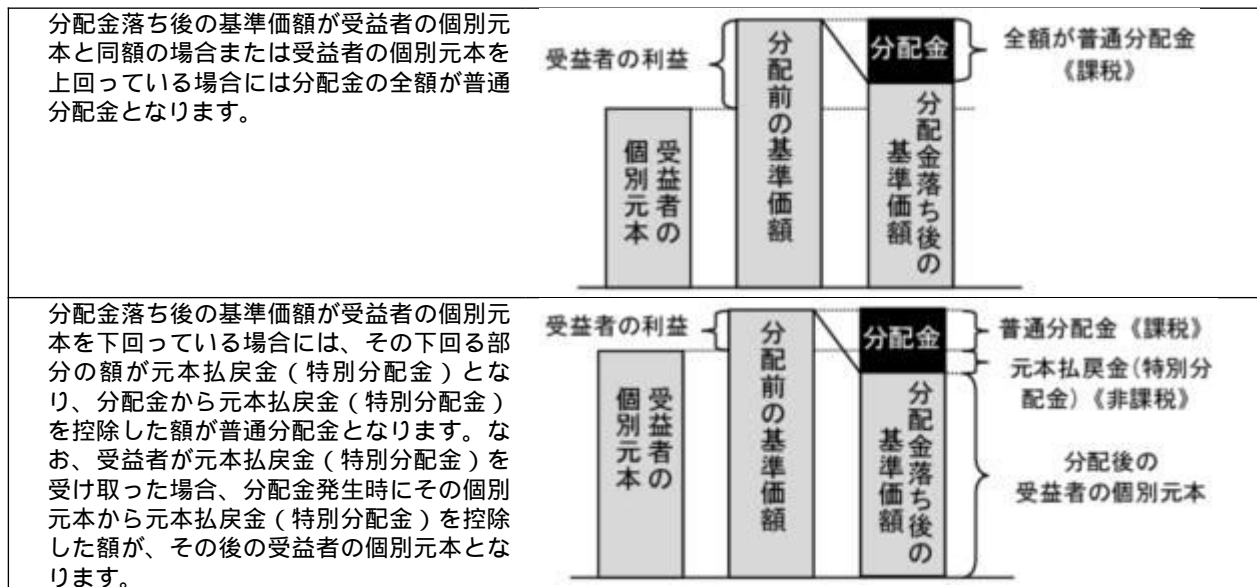 分配金落ち後の基準価額が受益者の個別元
本と同額の場合または受益者の個別元本を
上回っている場合には分配金の全額が普通
分配金となります。
受益者の利益
受益者の
個別元本
分配前の基準価額
分配金
分配金落ち後の
基準価額
全額が普通分配金
《課税》
分配金落ち後の基準価額が受益者の個別元
本を下回っている場合には、その下回る部
分の額が元本払戻金（特別分配金）とな
り、分配金から元本払戻金（特別分配金）
を控除した額が普通分配金となります。な
お、受益者が元本払戻金（特別分配金）を
受け取った場合、分配金発生時にその個別
元本から元本払戻金（特別分配金）を控除
した額が、その後の受益者の個別元本とな
ります。
受益者の利益
受益者の
個別元本
分配前の基準価額
分配金
分配金落ち後の
基準価額
普通分配金《課税》
元本払戻金(特別分
配金)《非課税》
分配後の
受益者の個別元本